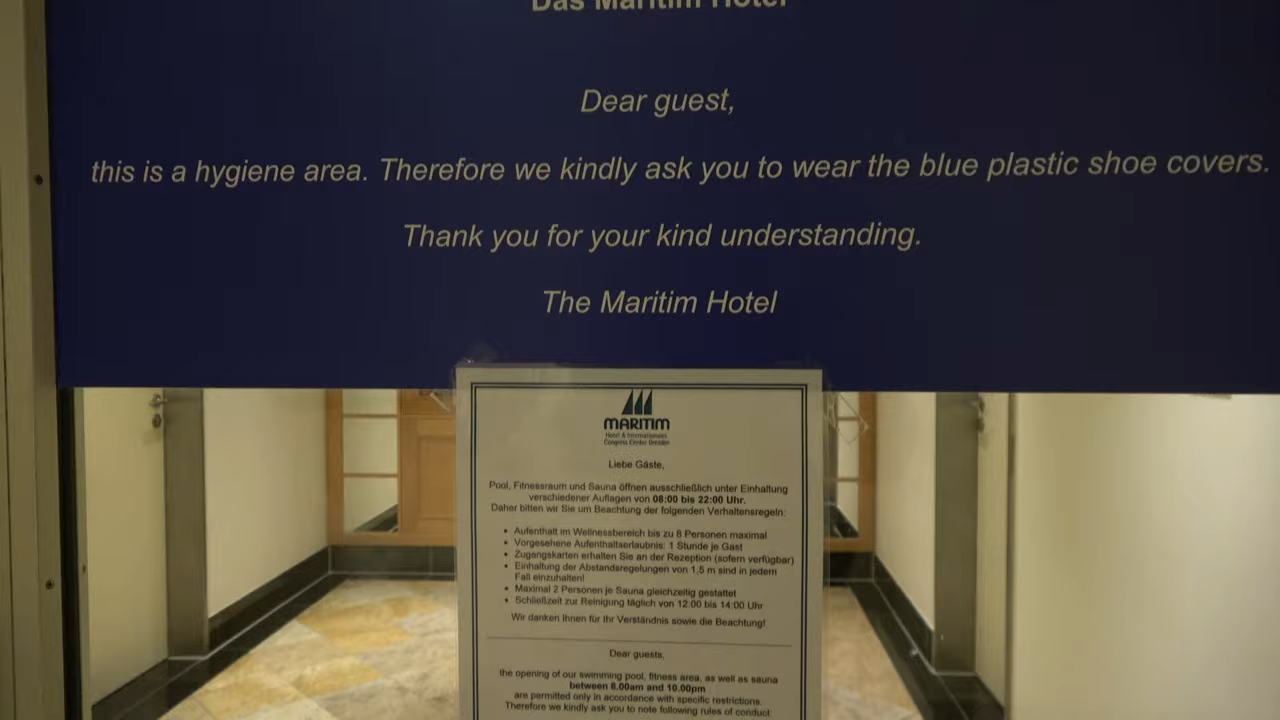 Das Maritim Hotel
Dear guest,
this is a hygiene area. Therefore we kindly ask you to wear the blue plastic shoe covers.
Thank you for your kind understanding.
The Maritim Hotel
MARITIM
Hotel & Internationales
Congress Center Dresden
Liebe Gäste,
Pool, Fitnessraum und Sauna öffnen ausschließlich unter Einhaltung
verschiedener Auflagen von 08:00 bis 22:00 Uhr.
Daher bitten wir Sie um Beachtung der folgenden Verhaltensregeln:
• Aufenthalt im Wellnessbereich bis zu 8 Personen maximal
• Vorgesehene Aufenthaltserlaubnis: 1 Stunde je Gast
• Zugangskarten erhalten Sie an der Rezeption (sofern verfügbar)
• Einhaltung der Abstandsregelungen von 1,5 m sind in jedem
Fall einzuhalten!
• Maximal 2 Personen je Sauna gleichzeitig gestattet
• Schließzeit zur Reinigung täglich von 12:00 bis 14:00 Uhr
Wir danken Ihnen für Ihr Verständnis sowie die Beachtung!
Dear guests,
the opening of our swimming pool, fitness area, as well as sauna
between 8.00am and 10.00pm
are permitted only in accordance with specific restrictions.
Therefore we kindly ask you to note following rules of conduct: